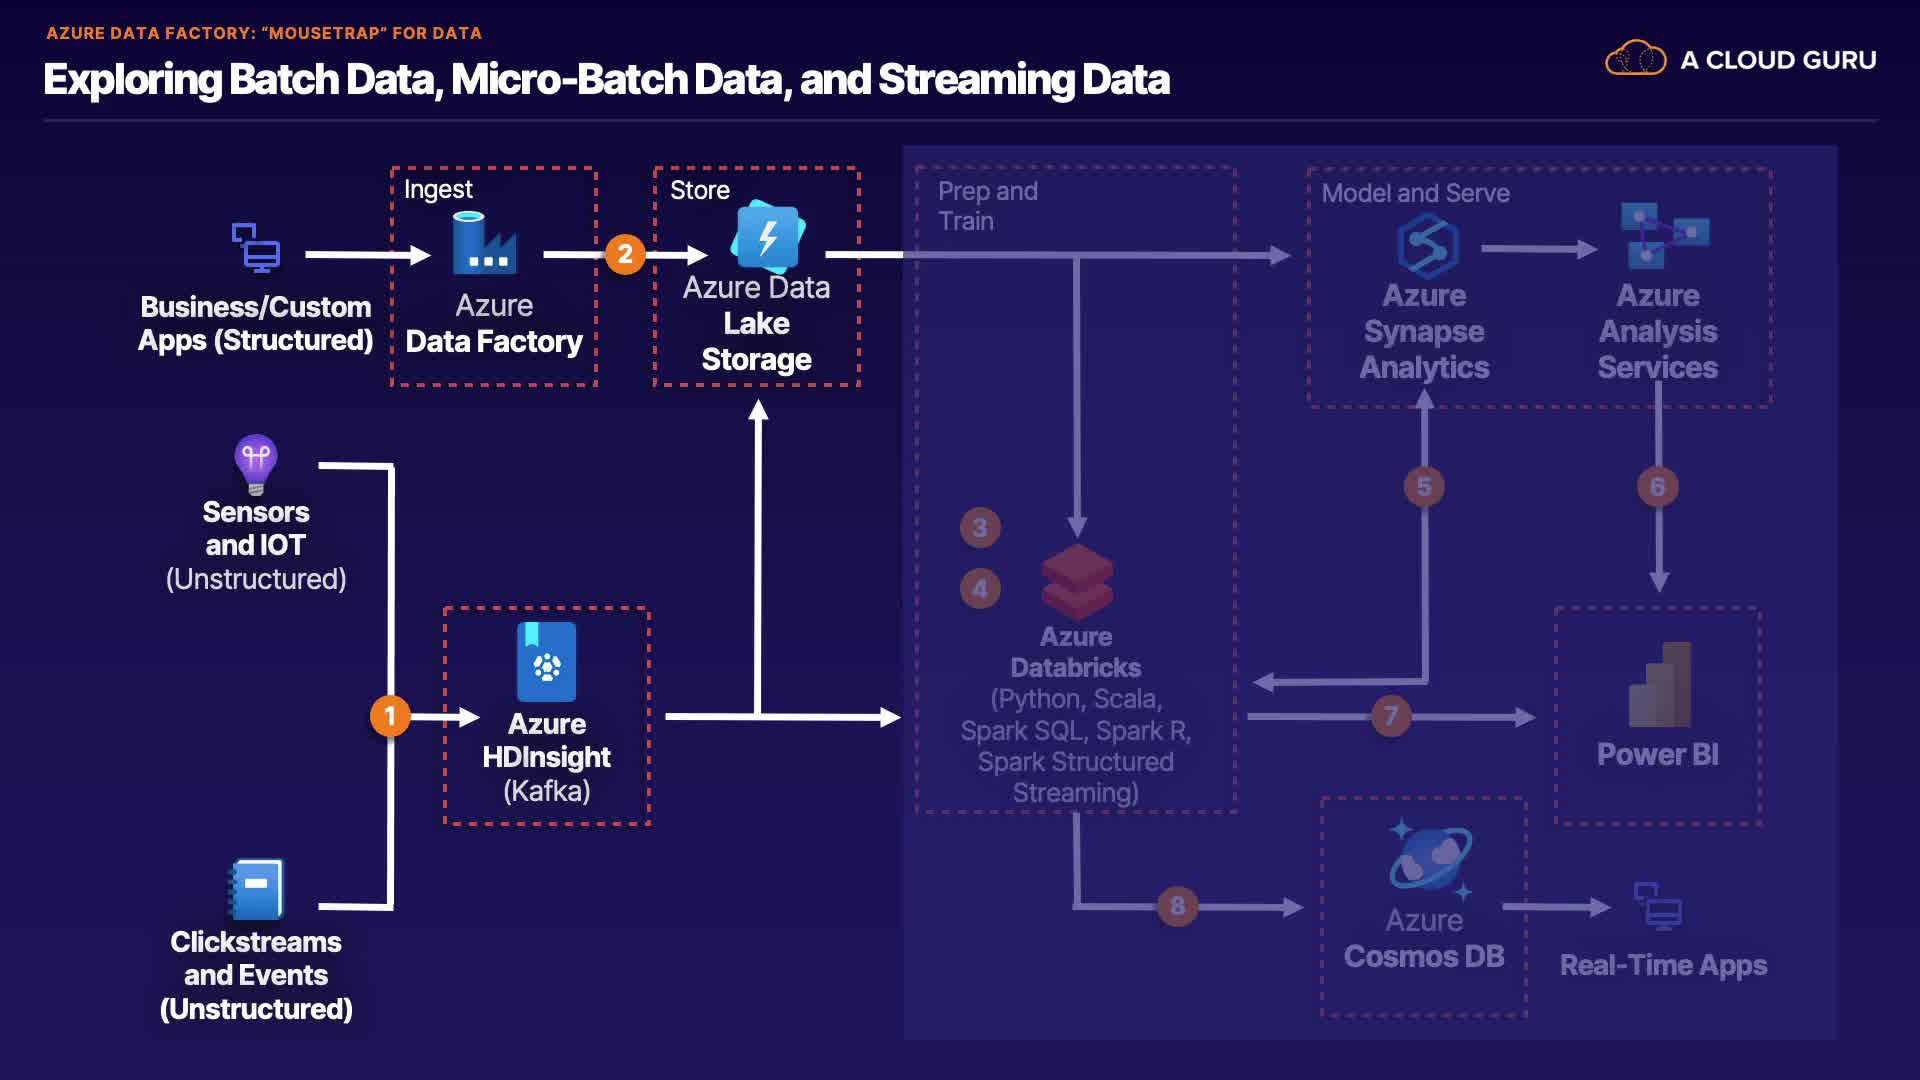 AZURE DATA FACTORY: “MOUSETRAP” FOR DATA
Exploring Batch Data, Micro-Batch Data, and Streaming Data
A CLOUD GURU
Ingest
Azure
Data Factory
Business/Custom
Apps (Structured)
2
Store
Azure Data
Lake
Storage
Prep and
Train
Model and Serve
Azure
Synapse
Analytics
Azure
Analysis
Services
Sensors
and IOT
(Unstructured)
1
Azure
HDInsight
(Kafka)
Clickstreams
and Events
(Unstructured)
3
4
Azure
Databricks
(Python, Scala,
Spark SQL, Spark R,
Spark Structured
Streaming)
5
6
7
Power BI
8
Azure
Cosmos DB
Real-Time Apps